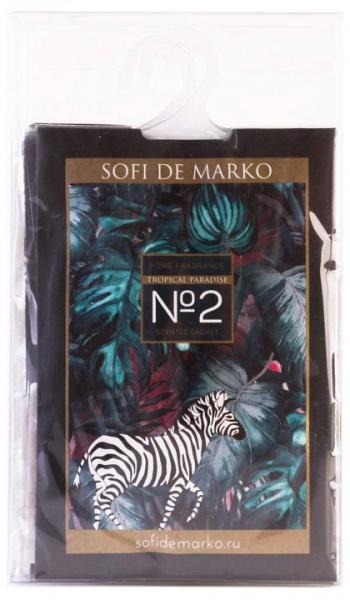 SOFI DE MARKO
HOME FRAGRANCE
TROPICAL PARADISE
№2
SCENTED SACHET
sofidemarko.ru